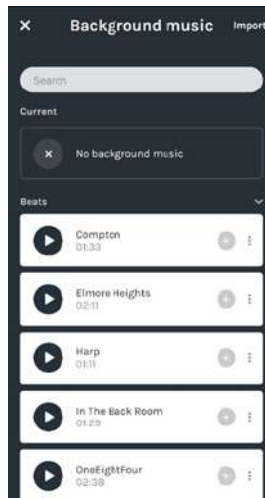 Background music
Import
Search
Current
No background music
Beats
Compton
01:33
Elmore Heights
02:11
Harp
01:11
In The Back Room
01:29
OneEightFour
02:38